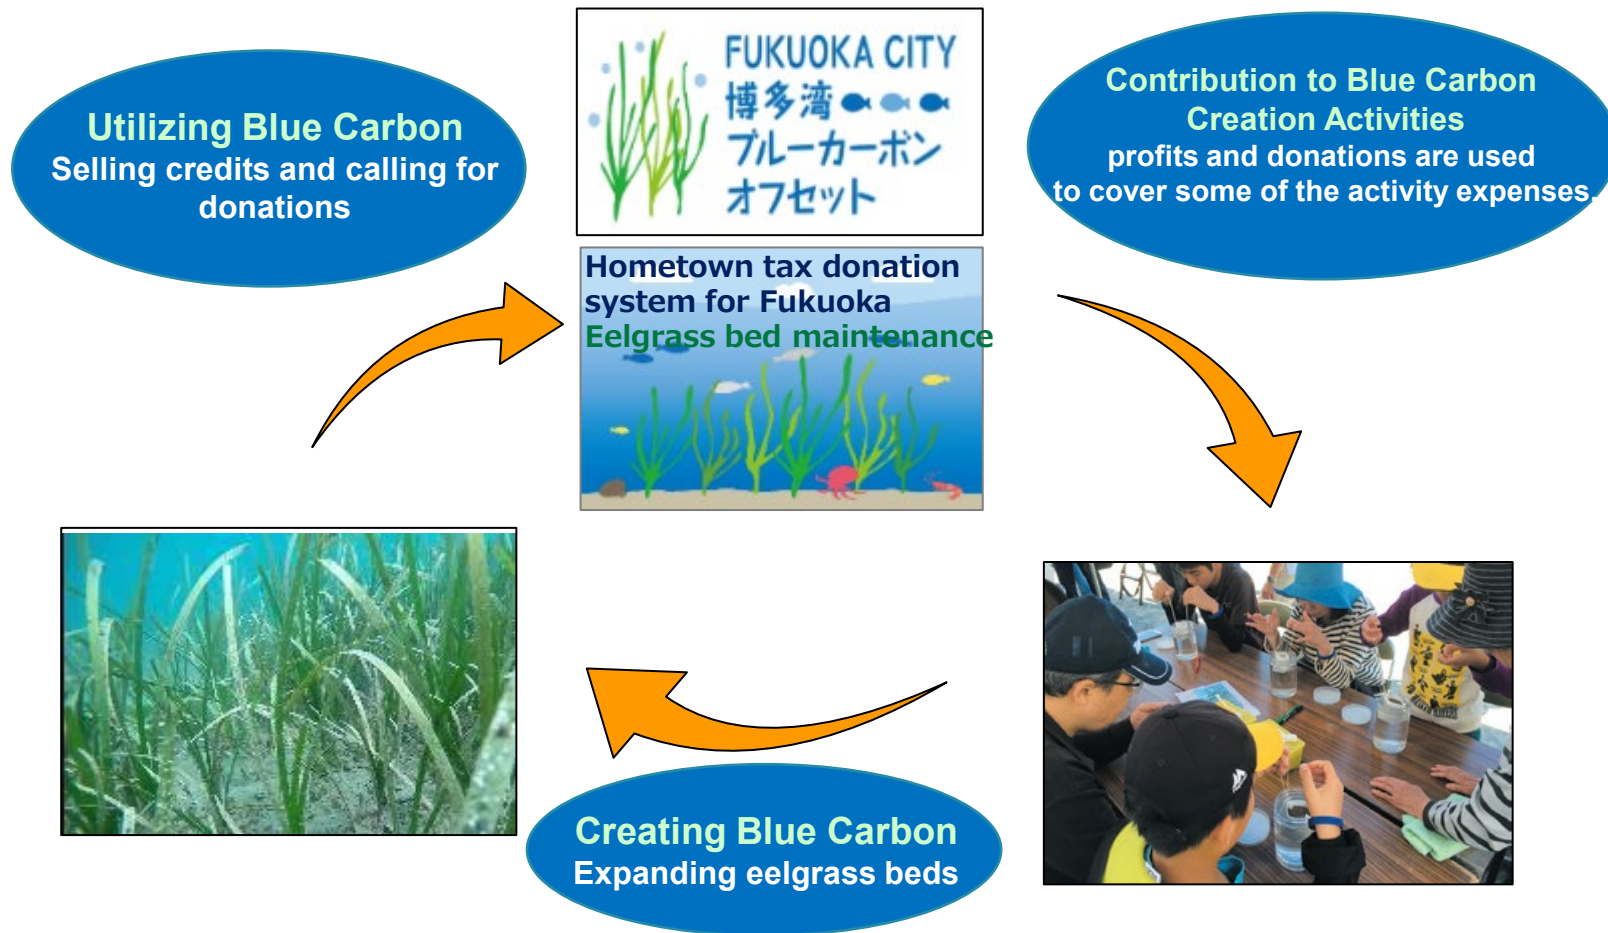 Utilizing Blue Carbon
Selling credits and calling for
donations
FUKUOKA CITY
博多湾
ブルーカーボン
オフセット
Contribution to Blue Carbon
Creation Activities
profits and donations are used
to cover some of the activity expenses.
Hometown tax donation
system for Fukuoka
Eelgrass bed maintenance
Creating Blue Carbon
Expanding eelgrass beds